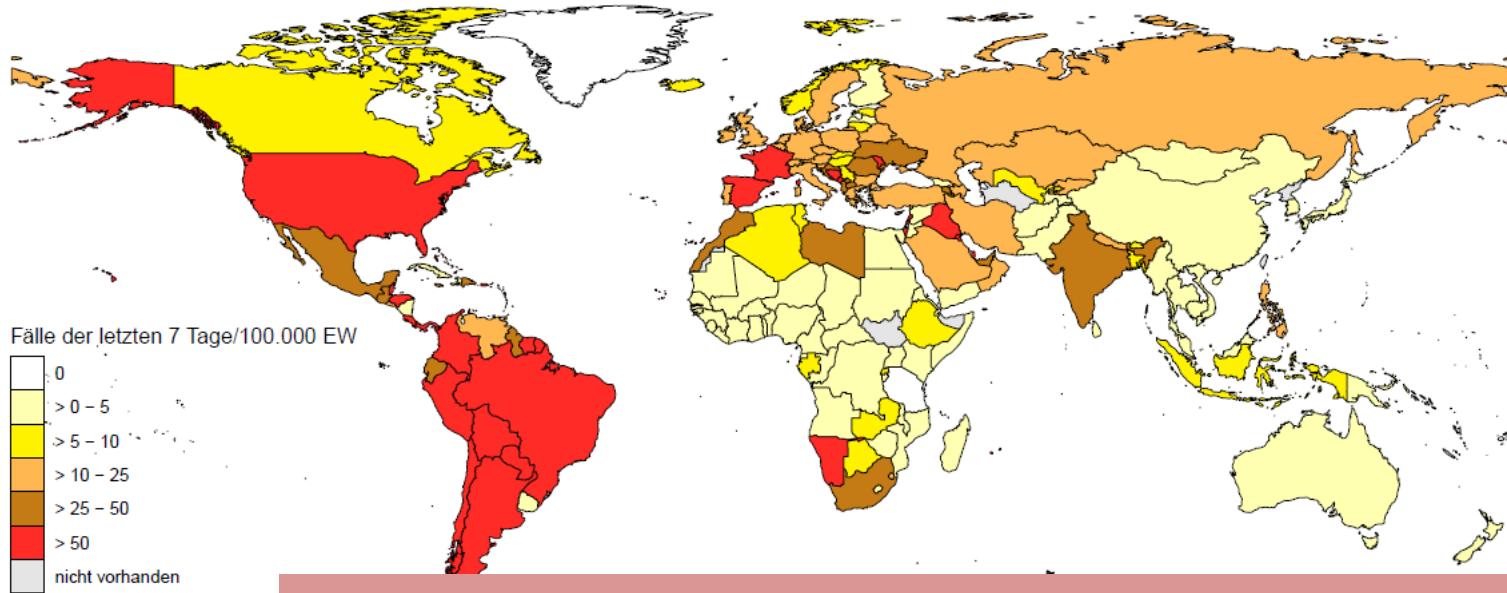 Fälle der letzten 7 Tage/100.000 EW
0
> 0 – 5
> 5 – 10
> 10 – 25
> 25 – 50
> 50
nicht vorhanden